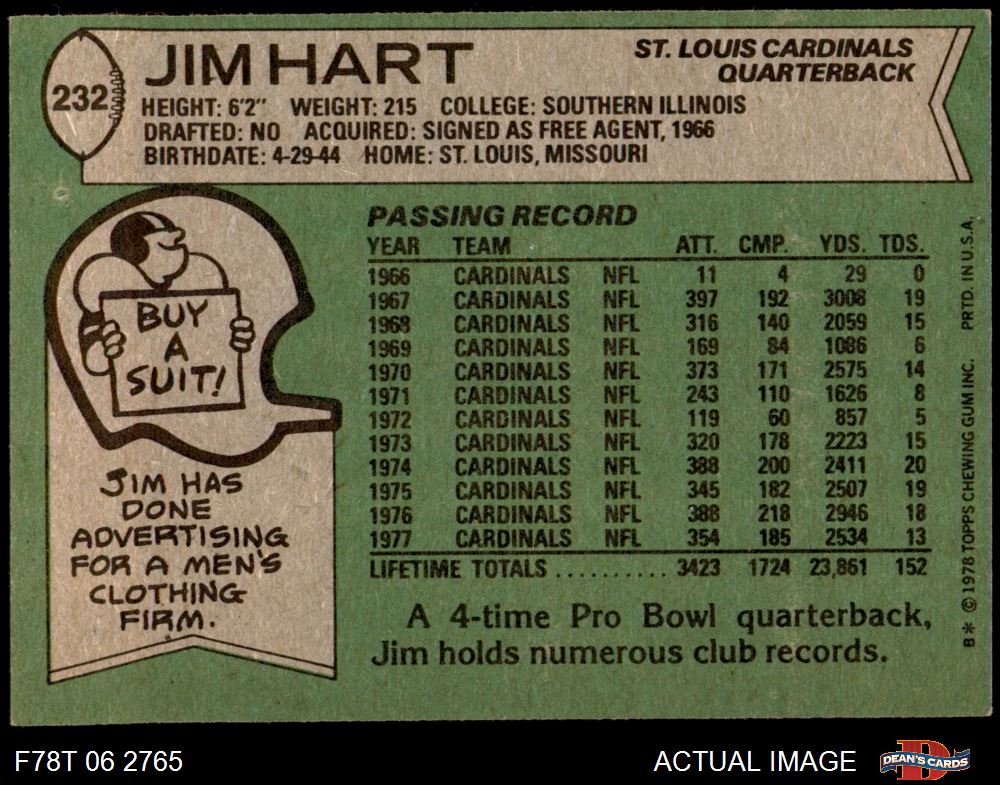 232
JIM HART
ST. LOUIS CARDINALS
QUARTERBACK
HEIGHT: 6'2" WEIGHT: 215 COLLEGE: SOUTHERN ILLINOIS
DRAFTED: NO ACQUIRED: SIGNED AS FREE AGENT, 1966
BIRTHDATE: 4-29-44 HOME: ST. LOUIS, MISSOURI
BUY
A
SUIT!
JIM HAS
DONE
ADVERTISING
FOR A MEN'S
CLOTHING
FIRM.
PASSING RECORD
YEAR TEAM ATT. CMP. YDS. TDS.
1966 CARDINALS NFL 11 4 29 0
1967 CARDINALS NFL 397 192 3008 19
1968 CARDINALS NFL 316 140 2059 15
1969 CARDINALS NFL 169 84 1086 6
1970 CARDINALS NFL 373 171 2575 14
1971 CARDINALS NFL 243 110 1626 8
1972 CARDINALS NFL 119 60 857 5
1973 CARDINALS NFL 320 178 2223 15
1974 CARDINALS NFL 388 200 2411 20
1975 CARDINALS NFL 345 182 2507 19
1976 CARDINALS NFL 388 218 2946 18
1977 CARDINALS NFL 354 185 2534 13
LIFETIME TOTALS .......... 3423 1724 23,861 152
A 4-time Pro Bowl quarterback,
Jim holds numerous club records.
B* © 1978 TOPPS CHEWING GUM INC. PRTD. IN U.S.A.
F78T 06 2765
ACTUAL IMAGE
D
DEAN'S CARDS